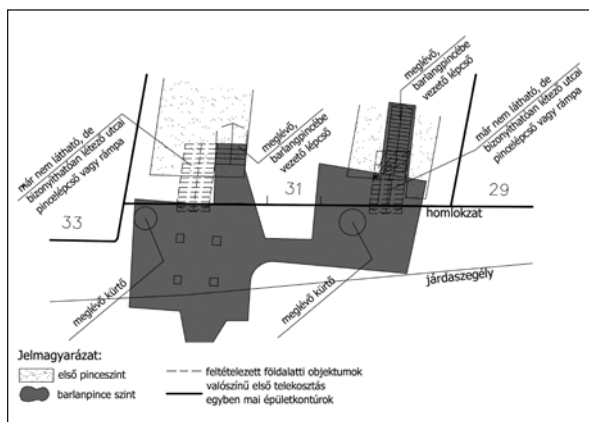 meglévő,
barlangpincébe
vezető lépcső
már nem látható, de
bizonyíthatóan létező utcai
pincelépcső vagy rámpa
meglévő,
barlangpincébe
vezető lépcső
már nem látható, de
bizonyíthatóan létező utcai
pincelépcső vagy rámpa
33
31
29
homlokzat
meglévő kürtő
meglévő kürtő
járdaszegély
Jelmagyarázat:
első pinceszint
barlanpince szint
feltételezett földalatti objektumok
valószínű első telekosztás
egyben mai épületkontúrok